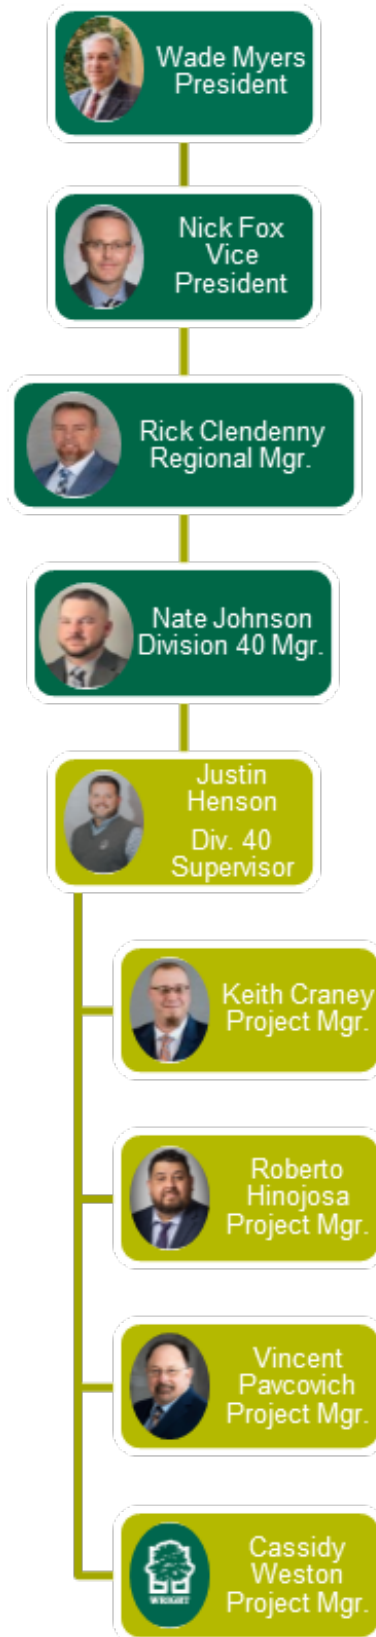 Wade Myers
President
Nick Fox
Vice
President
Rick Clendenny
Regional Mgr.
Nate Johnson
Division 40 Mgr.
Justin
Henson
Div. 40
Supervisor
Keith Craney
Project Mgr.
Roberto
Hinojosa
Project Mgr.
Vincent
Pavcovich
Project Mgr.
Cassidy
Weston
Project Mgr.
WRIGHT